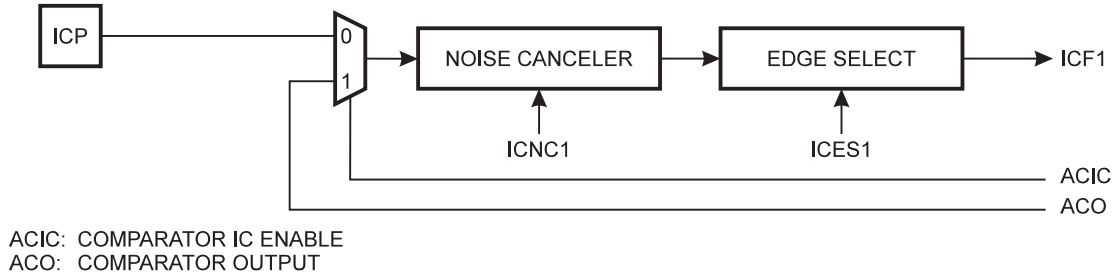 ICP
0
1
NOISE CANCELER
EDGE SELECT
ICF1
ICNC1
ICES1
ACIC
ACO
ACIC: COMPARATOR IC ENABLE
ACO: COMPARATOR OUTPUT